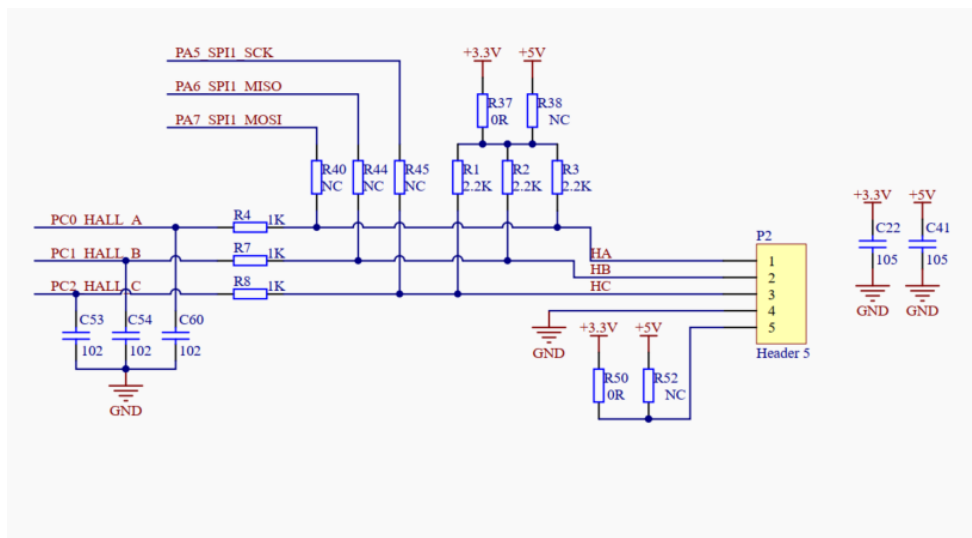 PA5_SPI1_SCK
+3.3V +5V
PA6_SPI1_MISO
R37 R38
0R NC
PA7_SPI1_MOSI
R40 R44 R45 R1 R2 R3
NC NC NC 2.2K 2.2K 2.2K
+3.3V +5V
PC0_HALL_A R4 1K
C22 C41
P2
PC1_HALL_B R7 1K HA 1
105 105
HB 2
PC2_HALL_C R8 1K HC 3
GND GND
4
C53 C54 C60 +3.3V +5V 5
102 102 102 GND Header 5
R50 R52
0R NC
GND